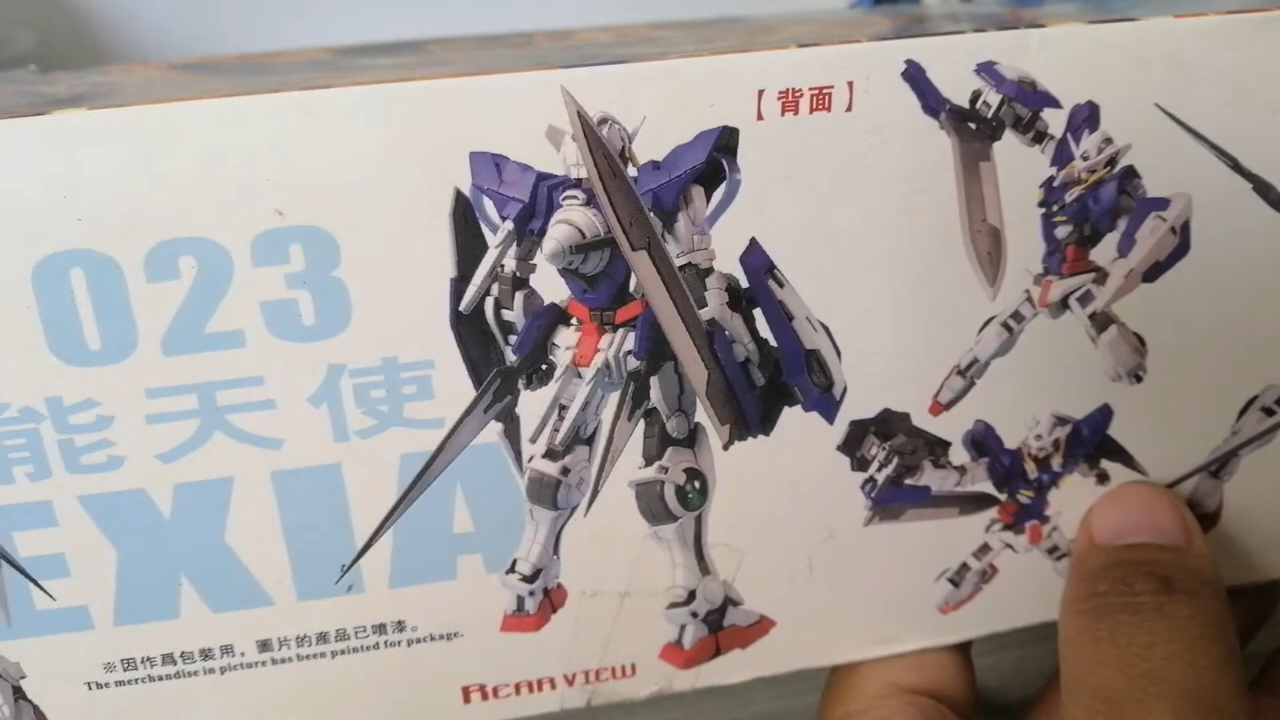 【背面】
023
能天使
EXIA
※因作爲包裝用，圖片的産品已噴漆。
The merchandise in picture has been painted for package.
REAR VIEW